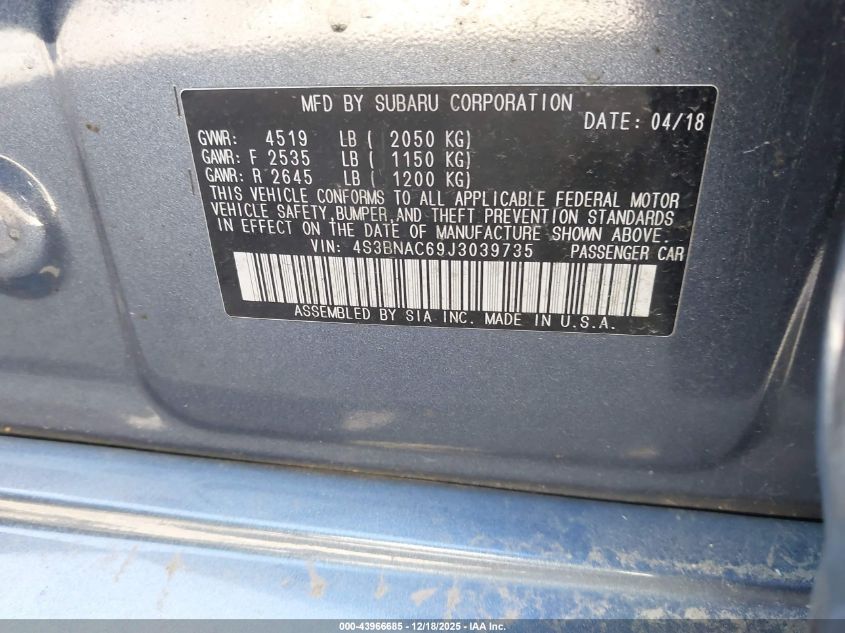 MFD BY SUBARU CORPORATION
DATE: 04/18
GVWR: 4519 LB ( 2050 KG)
GAWR: F 2535 LB ( 1150 KG)
GAWR: R 2645 LB ( 1200 KG)
THIS VEHICLE CONFORMS TO ALL APPLICABLE FEDERAL MOTOR
VEHICLE SAFETY, BUMPER, AND THEFT PREVENTION STANDARDS
IN EFFECT ON THE DATE OF MANUFACTURE SHOWN ABOVE.
VIN: 4S3BNAC69J3039735 PASSENGER CAR
ASSEMBLED BY SIA INC. MADE IN U.S.A.
000-43966685 - 12/18/2025 - IAA Inc.